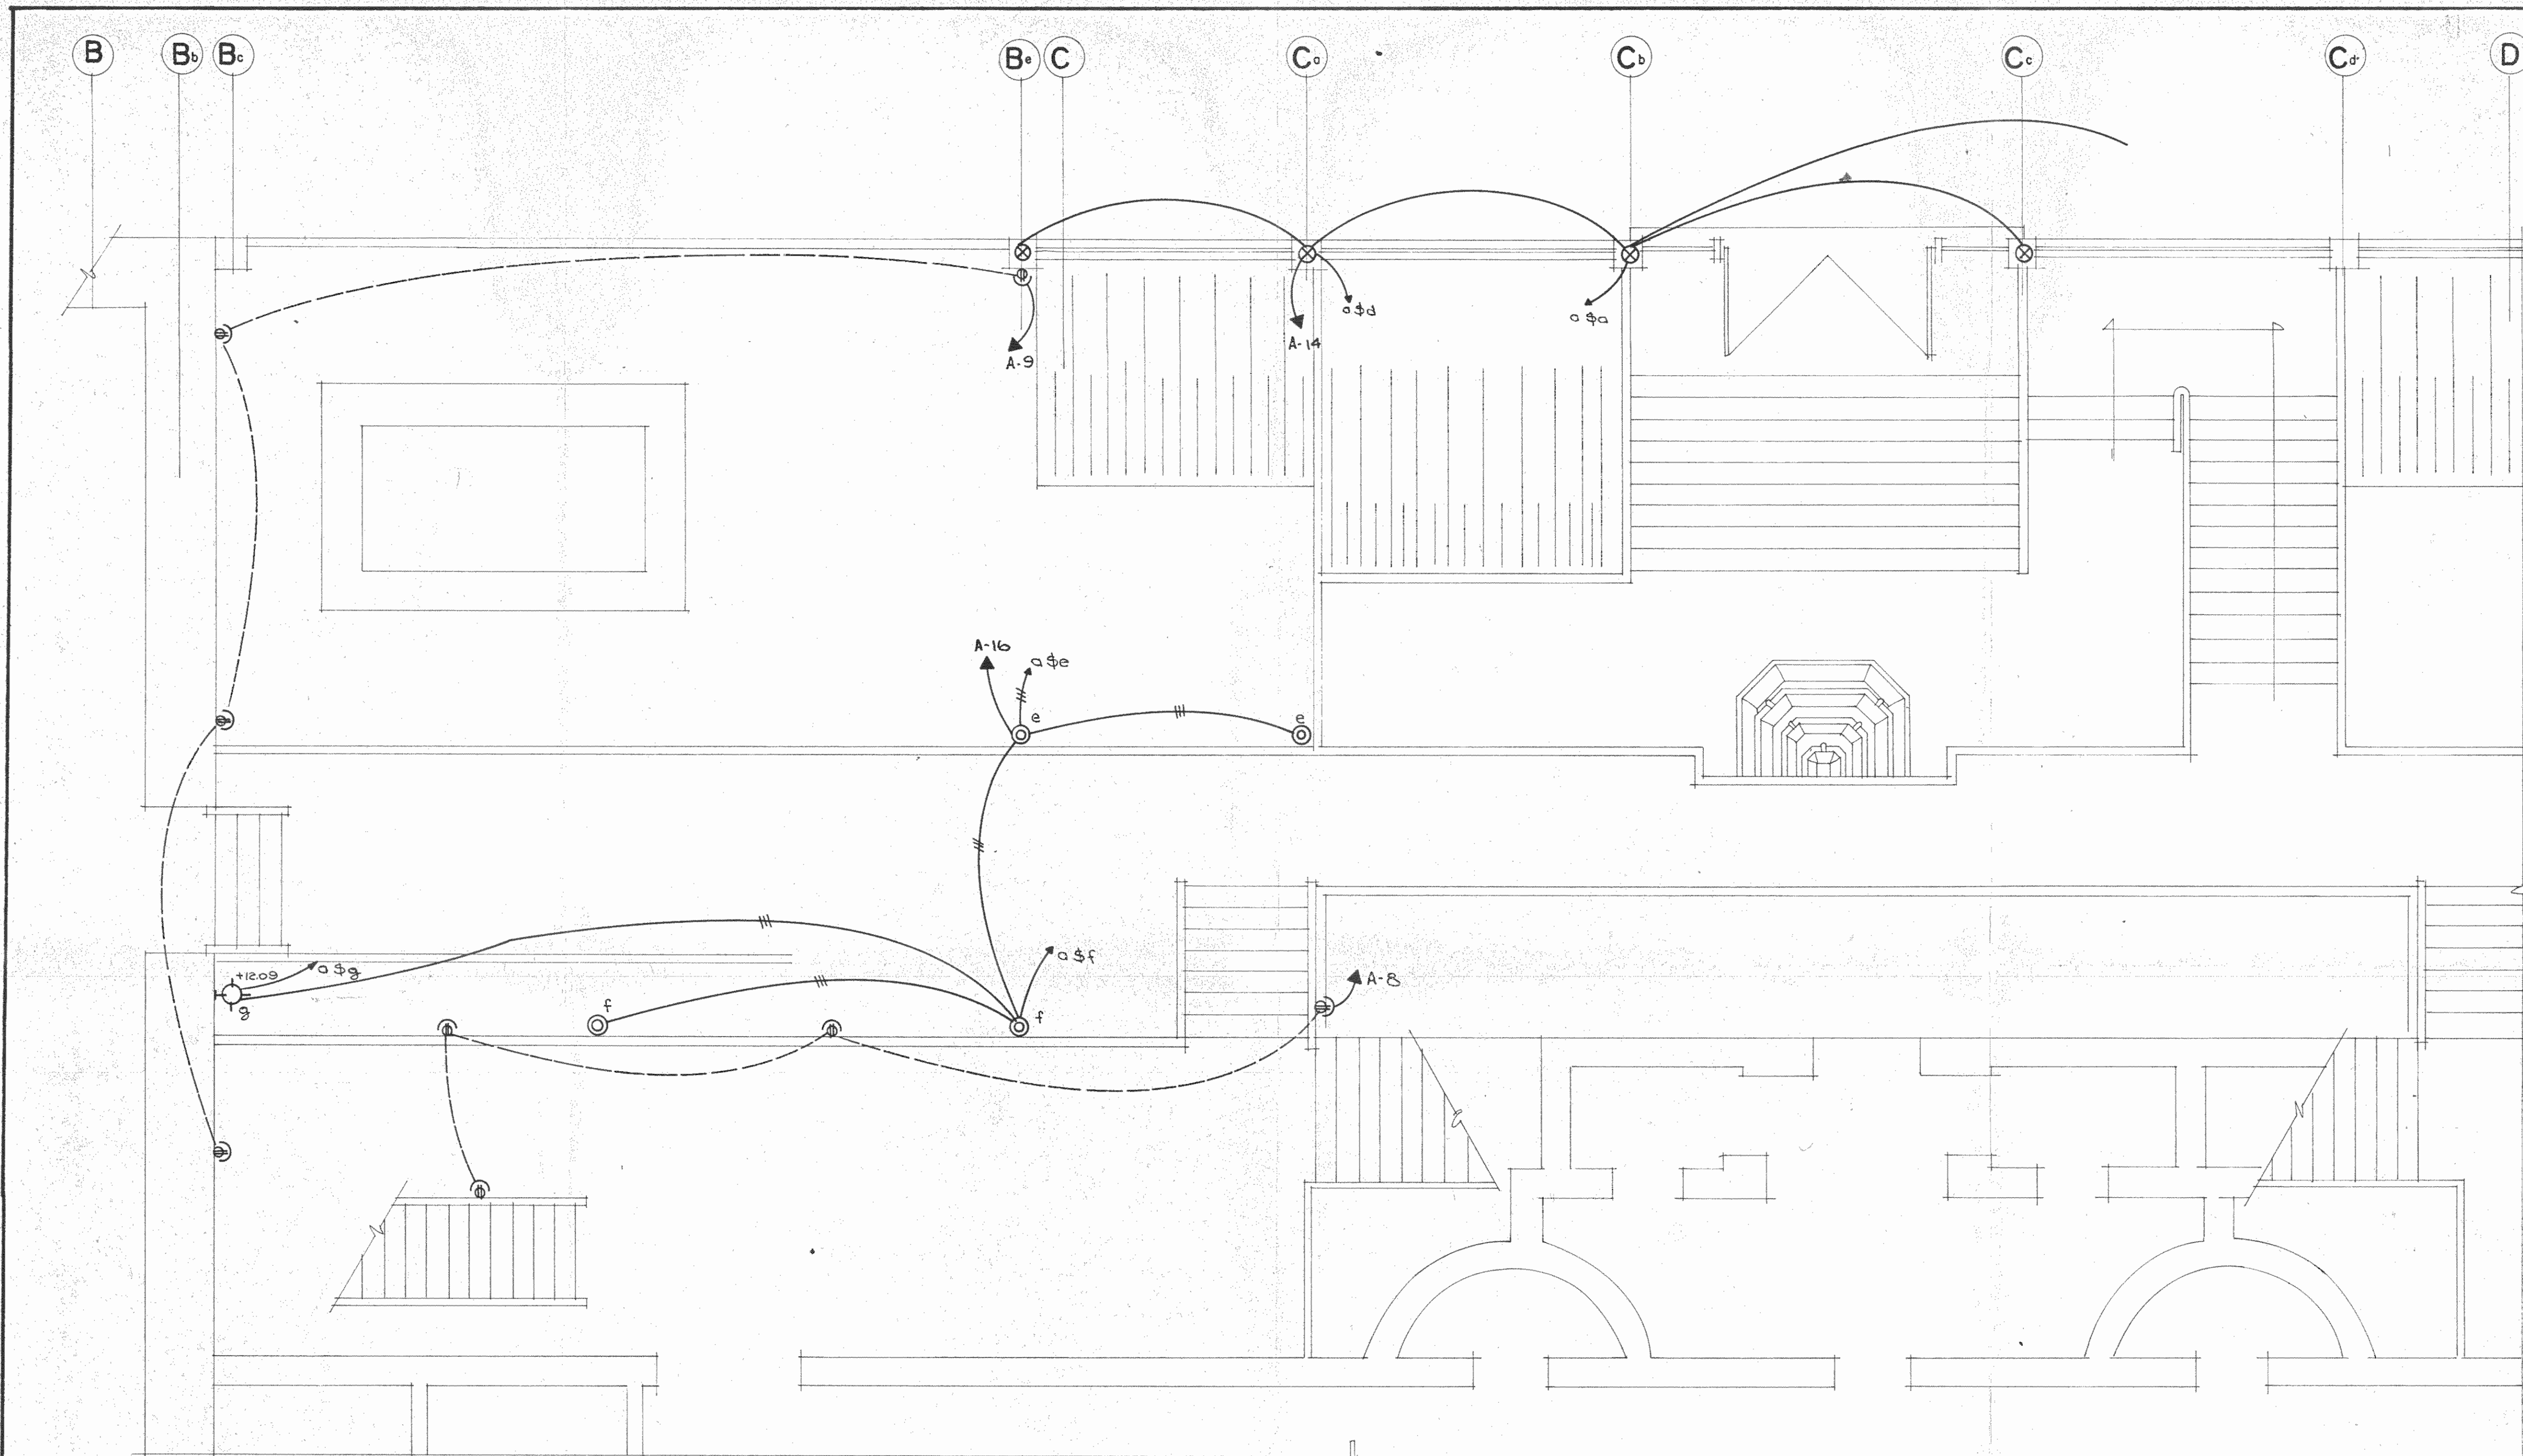 B Bb Bc Be C Ca Cb Cc Cd D
a $d
a $a
A-14
A-9
A-16
a $e
e
e
a $f
+12.09
a $g
A-8
g
f
f